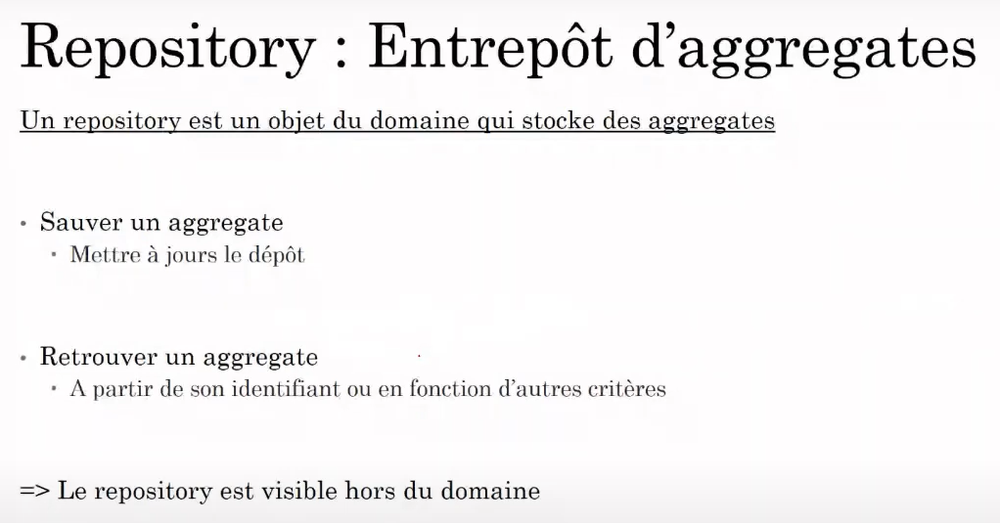 Repository : Entrepôt d’aggregates
Un repository est un objet du domaine qui stocke des aggregates
• Sauver un aggregate
• Mettre à jours le dépôt
• Retrouver un aggregate
• A partir de son identifiant ou en fonction d’autres critères
=> Le repository est visible hors du domaine